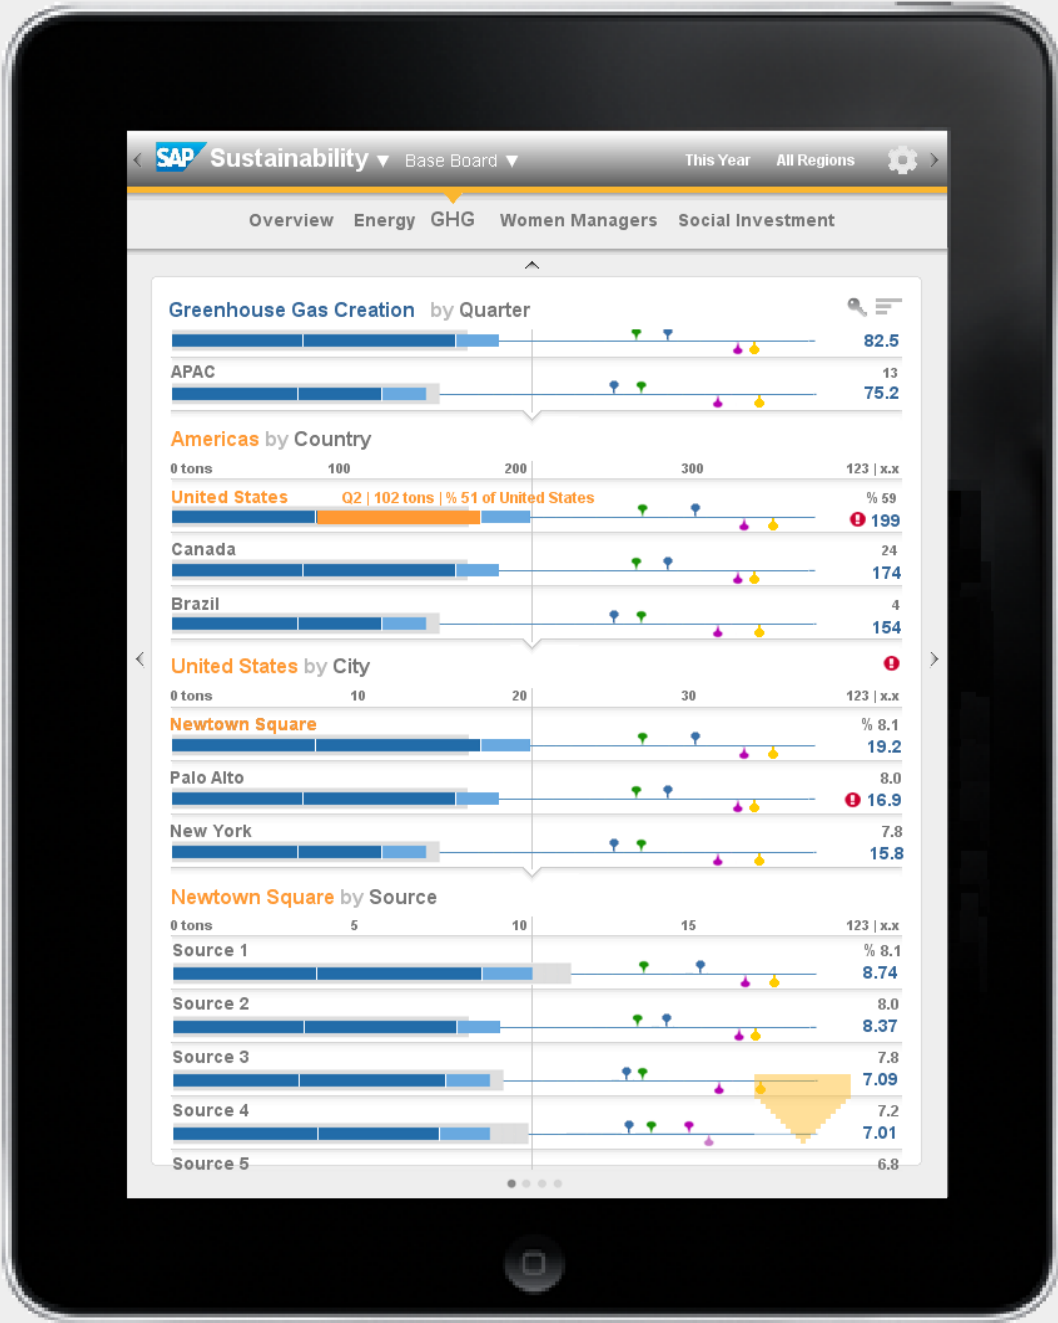 SAP Sustainability Base Board This Year All Regions
Overview Energy GHG Women Managers Social Investment
Greenhouse Gas Creation by Quarter
82.5
APAC 13
75.2
Americas by Country
0 tons 100 200 300 123 | x.x
United States Q2 | 102 tons | % 51 of United States % 59
199
Canada 24
174
Brazil 4
154
United States by City
0 tons 10 20 30 123 | x.x
Newtown Square % 8.1
19.2
Palo Alto 8.0
16.9
New York 7.8
15.8
Newtown Square by Source
0 tons 5 10 15 123 | x.x
Source 1 % 8.1
8.74
Source 2 8.0
8.37
Source 3 7.8
7.09
Source 4 7.2
7.01
Source 5 6.8